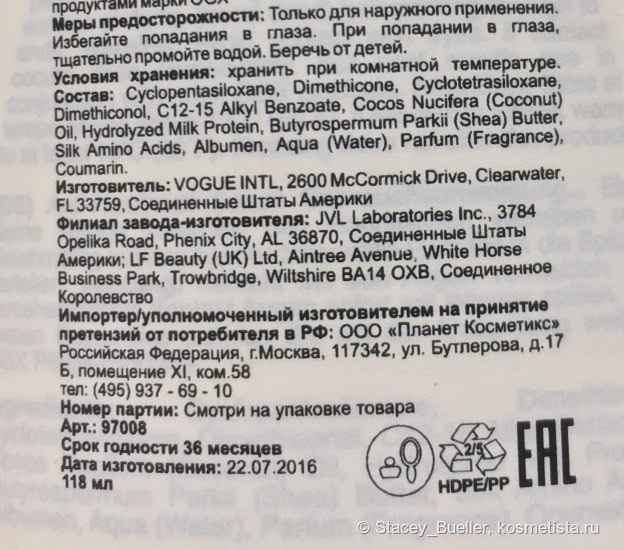 продуктами марки OGX
Меры предосторожности: Только для наружного применения.
Избегайте попадания в глаза. При попадании в глаза,
тщательно промойте водой. Беречь от детей.
Условия хранения: хранить при комнатной температуре.
Состав: Cyclopentasiloxane, Dimethicone, Cyclotetrasiloxane,
Dimethiconol, C12-15 Alkyl Benzoate, Cocos Nucifera (Coconut)
Oil, Hydrolyzed Milk Protein, Butyrospermum Parkii (Shea) Butter,
Silk Amino Acids, Albumen, Aqua (Water), Parfum (Fragrance),
Coumarin.
Изготовитель: VOGUE INTL, 2600 McCormick Drive, Clearwater,
FL 33759, Соединенные Штаты Америки
Филиал завода-изготовителя: JVL Laboratories Inc., 3784
Opelika Road, Phenix City, AL 36870, Соединенные Штаты
Америки; LF Beauty (UK) Ltd, Aintree Avenue, White Horse
Business Park, Trowbridge, Wiltshire BA14 OXB, Соединенное
Королевство
Импортер/уполномоченный изготовителем на принятие
претензий от потребителя в РФ: ООО «Планет Косметикс»
Российская Федерация, г.Москва, 117342, ул. Бутлерова, д.17
Б, помещение XI, ком.58
тел: (495) 937 - 69 - 10
Номер партии: Смотри на упаковке товара
Арт.: 97008
Срок годности 36 месяцев
Дата изготовления: 22.07.2016
118 мл
2/5
HDPE/PP
EAC
© Stacey_Bueller, kosmetista.ru